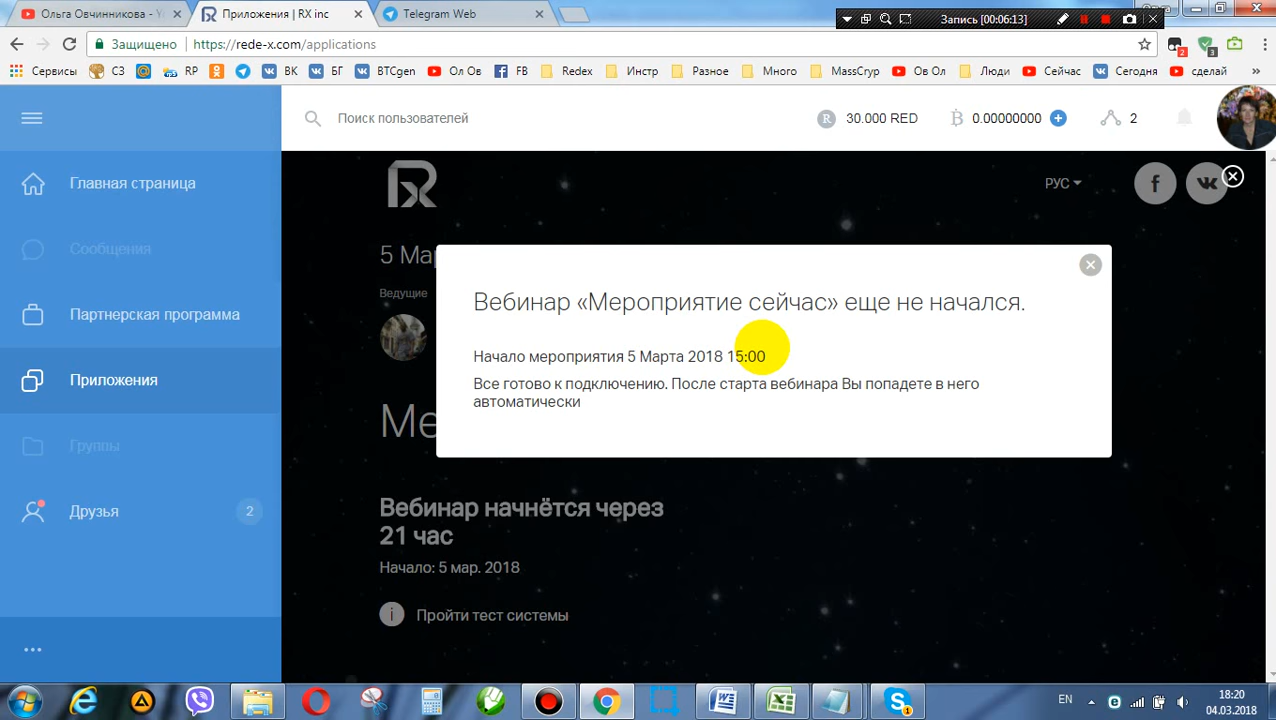 Ольга Овчинникова - Y
Приложения | RX inc
Telegram Web
Запись [00:06:13]
Защищено
https://rede-x.com/applications
2
3
Сервисы
СЗ
RP
ВК
БГ
BTCgen
Ол Ов
FB
Redex
Инстр
Разное
Много
MassCryp
Ов Ол
Люди
Сейчас
Сегодня
сделай
»
Поиск пользователей
30.000 RED
0.00000000
2
Главная страница
Сообщения
Партнерская программа
Приложения
Группы
Друзья
2
RX
РУС
5 Мар
Ведущие
Вебинар «Мероприятие сейчас» еще не начался.
Начало мероприятия 5 Марта 2018 15:00
Все готово к подключению. После старта вебинара Вы попадете в него
автоматически
Ме
Вебинар начнётся через
21 час
Начало: 5 мар. 2018
Пройти тест системы
EN
18:20
04.03.2018